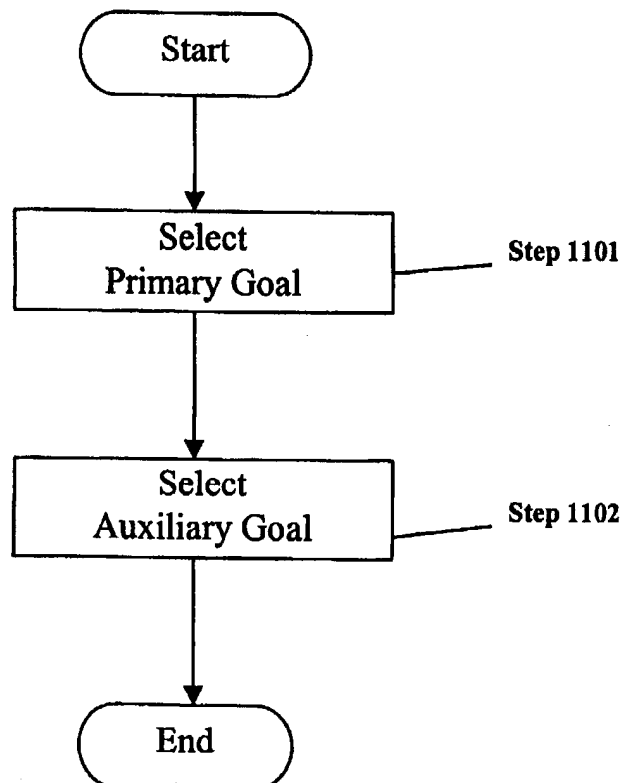 Start
Select
Primary Goal
Step 1101
Select
Auxiliary Goal
Step 1102
End